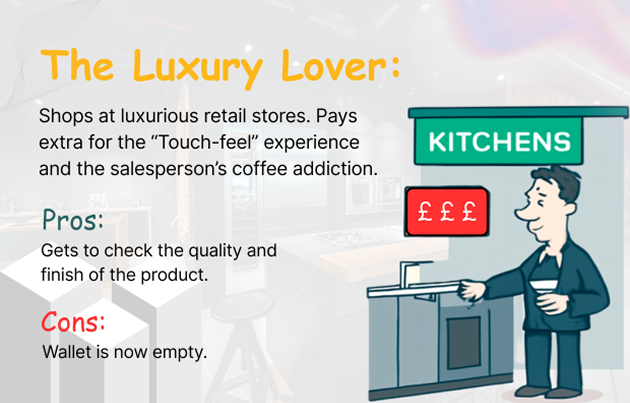 The Luxury Lover:
Shops at luxurious retail stores. Pays
extra for the “Touch-feel” experience
and the salesperson’s coffee addiction.
KITCHENS
£ £ £
Pros:
Gets to check the quality and
finish of the product.
Cons:
Wallet is now empty.